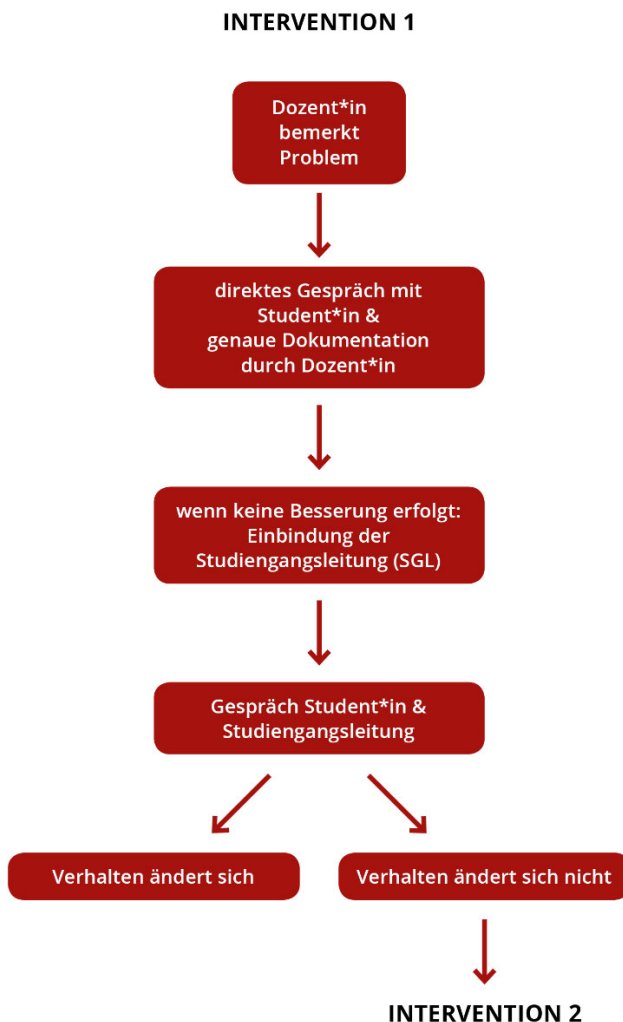 INTERVENTION 1
Dozent*in
bemerkt
Problem
direktes Gespräch mit
Student*in &
genaue Dokumentation
durch Dozent*in
wenn keine Besserung erfolgt:
Einbindung der
Studiengangsleitung (SGL)
Gespräch Student*in &
Studiengangsleitung
Verhalten ändert sich
Verhalten ändert sich nicht
INTERVENTION 2